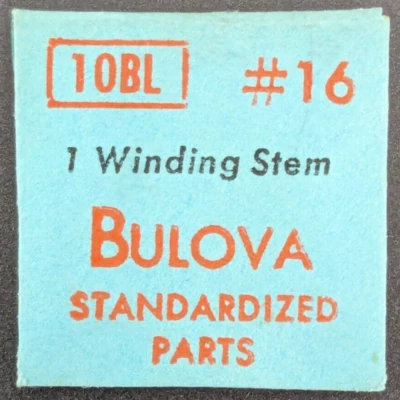 10BL #16
1 Winding Stem
BULOVA
STANDARDIZED
PARTS